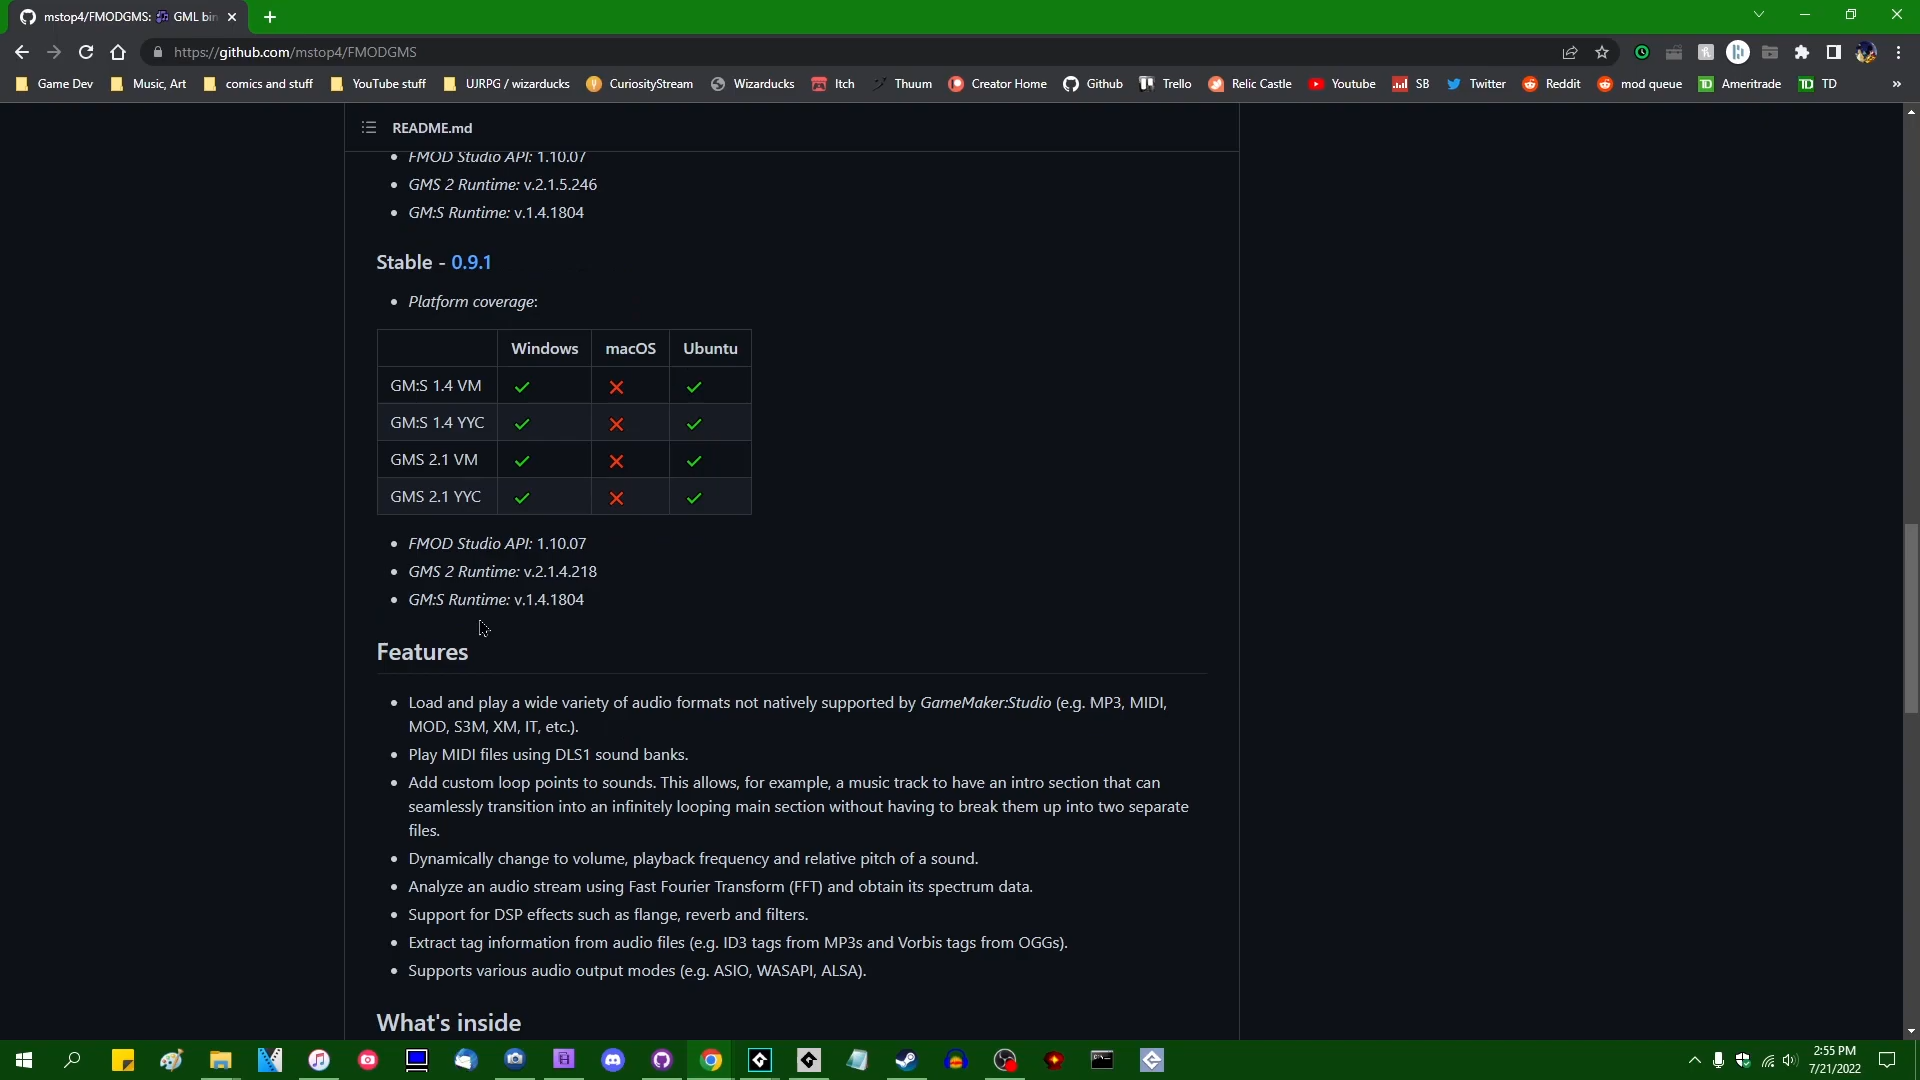 mstop4/FMODGMS: 🎵 GML bin
https://github.com/mstop4/FMODGMS
Game Dev
Music, Art
comics and stuff
YouTube stuff
UJRPG / wizarducks
CuriosityStream
Wizarducks
Itch
Thuum
Creator Home
Github
Trello
Relic Castle
Youtube
SB
Twitter
Reddit
mod queue
Ameritrade
TD
»
README.md
• FMOD Studio API: 1.10.07
• GMS 2 Runtime: v.2.1.5.246
• GM:S Runtime: v.1.4.1804
Stable - 0.9.1
• Platform coverage:
Windows macOS Ubuntu
GM:S 1.4 VM ✓ ✕ ✓
GM:S 1.4 YYC ✓ ✕ ✓
GMS 2.1 VM ✓ ✕ ✓
GMS 2.1 YYC ✓ ✕ ✓
• FMOD Studio API: 1.10.07
• GMS 2 Runtime: v.2.1.4.218
• GM:S Runtime: v.1.4.1804
Features
• Load and play a wide variety of audio formats not natively supported by GameMaker:Studio (e.g. MP3, MIDI,
MOD, S3M, XM, IT, etc.).
• Play MIDI files using DLS1 sound banks.
• Add custom loop points to sounds. This allows, for example, a music track to have an intro section that can
seamlessly transition into an infinitely looping main section without having to break them up into two separate
files.
• Dynamically change to volume, playback frequency and relative pitch of a sound.
• Analyze an audio stream using Fast Fourier Transform (FFT) and obtain its spectrum data.
• Support for DSP effects such as flange, reverb and filters.
• Extract tag information from audio files (e.g. ID3 tags from MP3s and Vorbis tags from OGGs).
• Supports various audio output modes (e.g. ASIO, WASAPI, ALSA).
What's inside
2:55 PM
7/21/2022